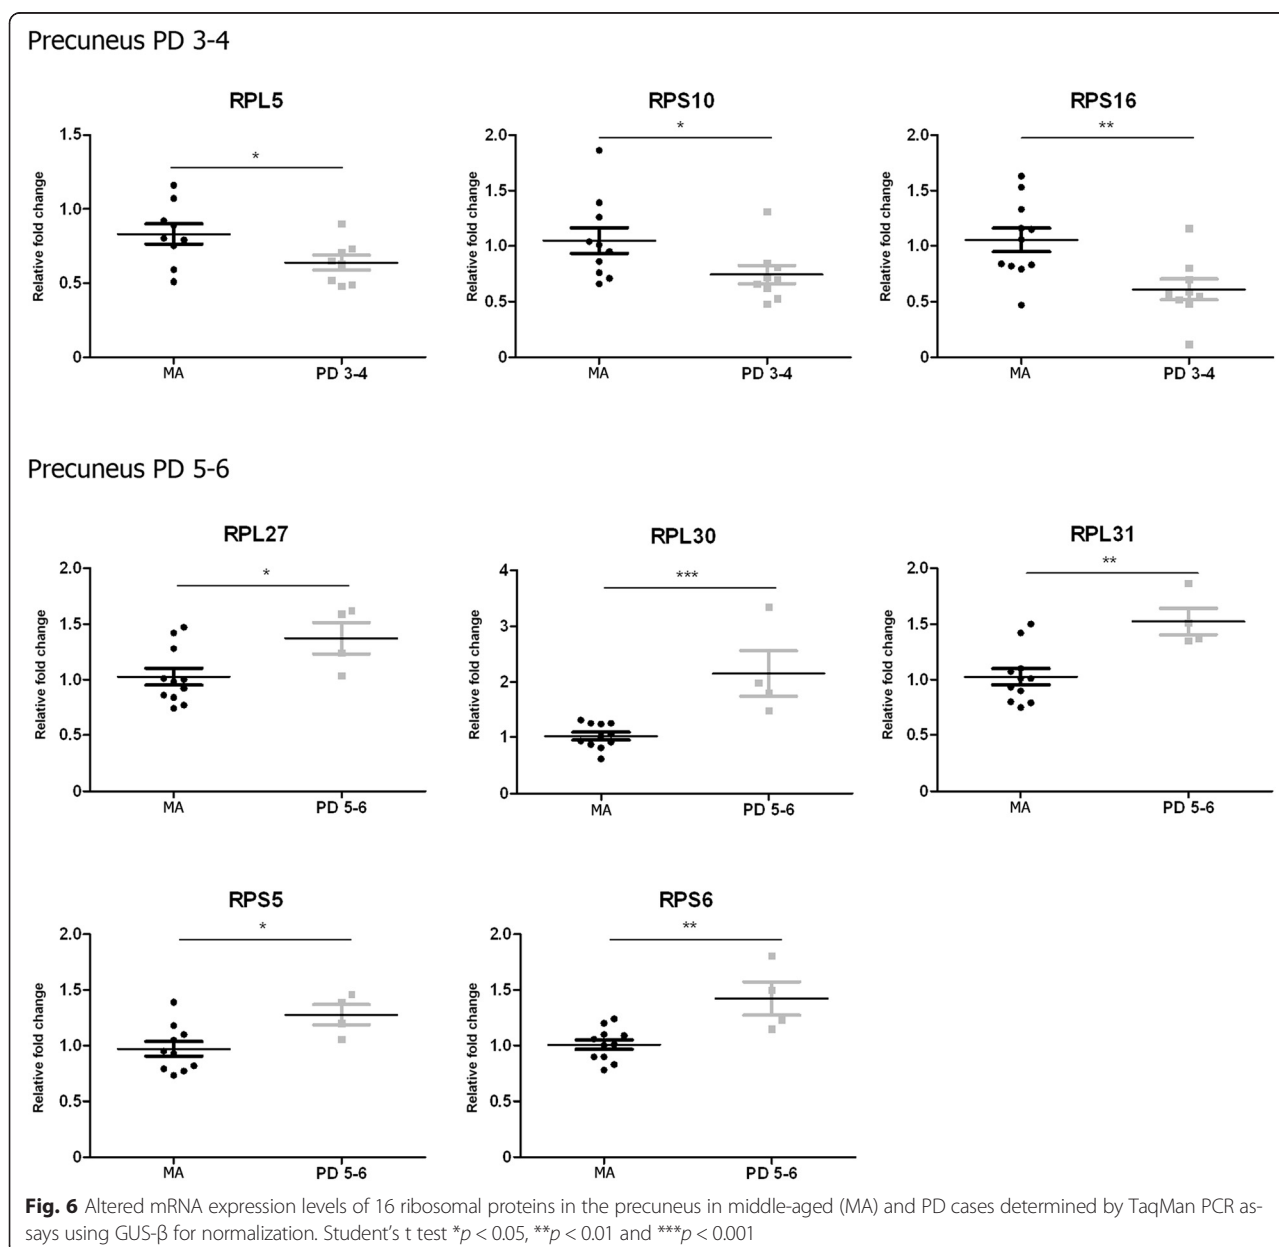 Precuneus PD 3-4
RPL5
Relative fold change
1.5
1.0
0.5
0
*
MA
PD 3-4
RPS10
Relative fold change
2.0
1.5
1.0
0.5
0
*
MA
PD 3-4
RPS16
Relative fold change
2.0
1.5
1.0
0.5
0
**
MA
PD 3-4
Precuneus PD 5-6
RPL27
Relative fold change
2.0
1.5
1.0
0.5
0
*
MA
PD 5-6
RPL30
Relative fold change
4
3
2
1
0
***
MA
PD 5-6
RPL31
Relative fold change
2.0
1.5
1.0
0.5
0
**
MA
PD 5-6
RPS5
Relative fold change
2.0
1.5
1.0
0.5
0
*
MA
PD 5-6
RPS6
Relative fold change
2.0
1.5
1.0
0.5
0
**
MA
PD 5-6
Fig. 6 Altered mRNA expression levels of 16 ribosomal proteins in the precuneus in middle-aged (MA) and PD cases determined by TaqMan PCR as-
says using GUS-β for normalization. Student's t test *p < 0.05, **p < 0.01 and ***p < 0.001